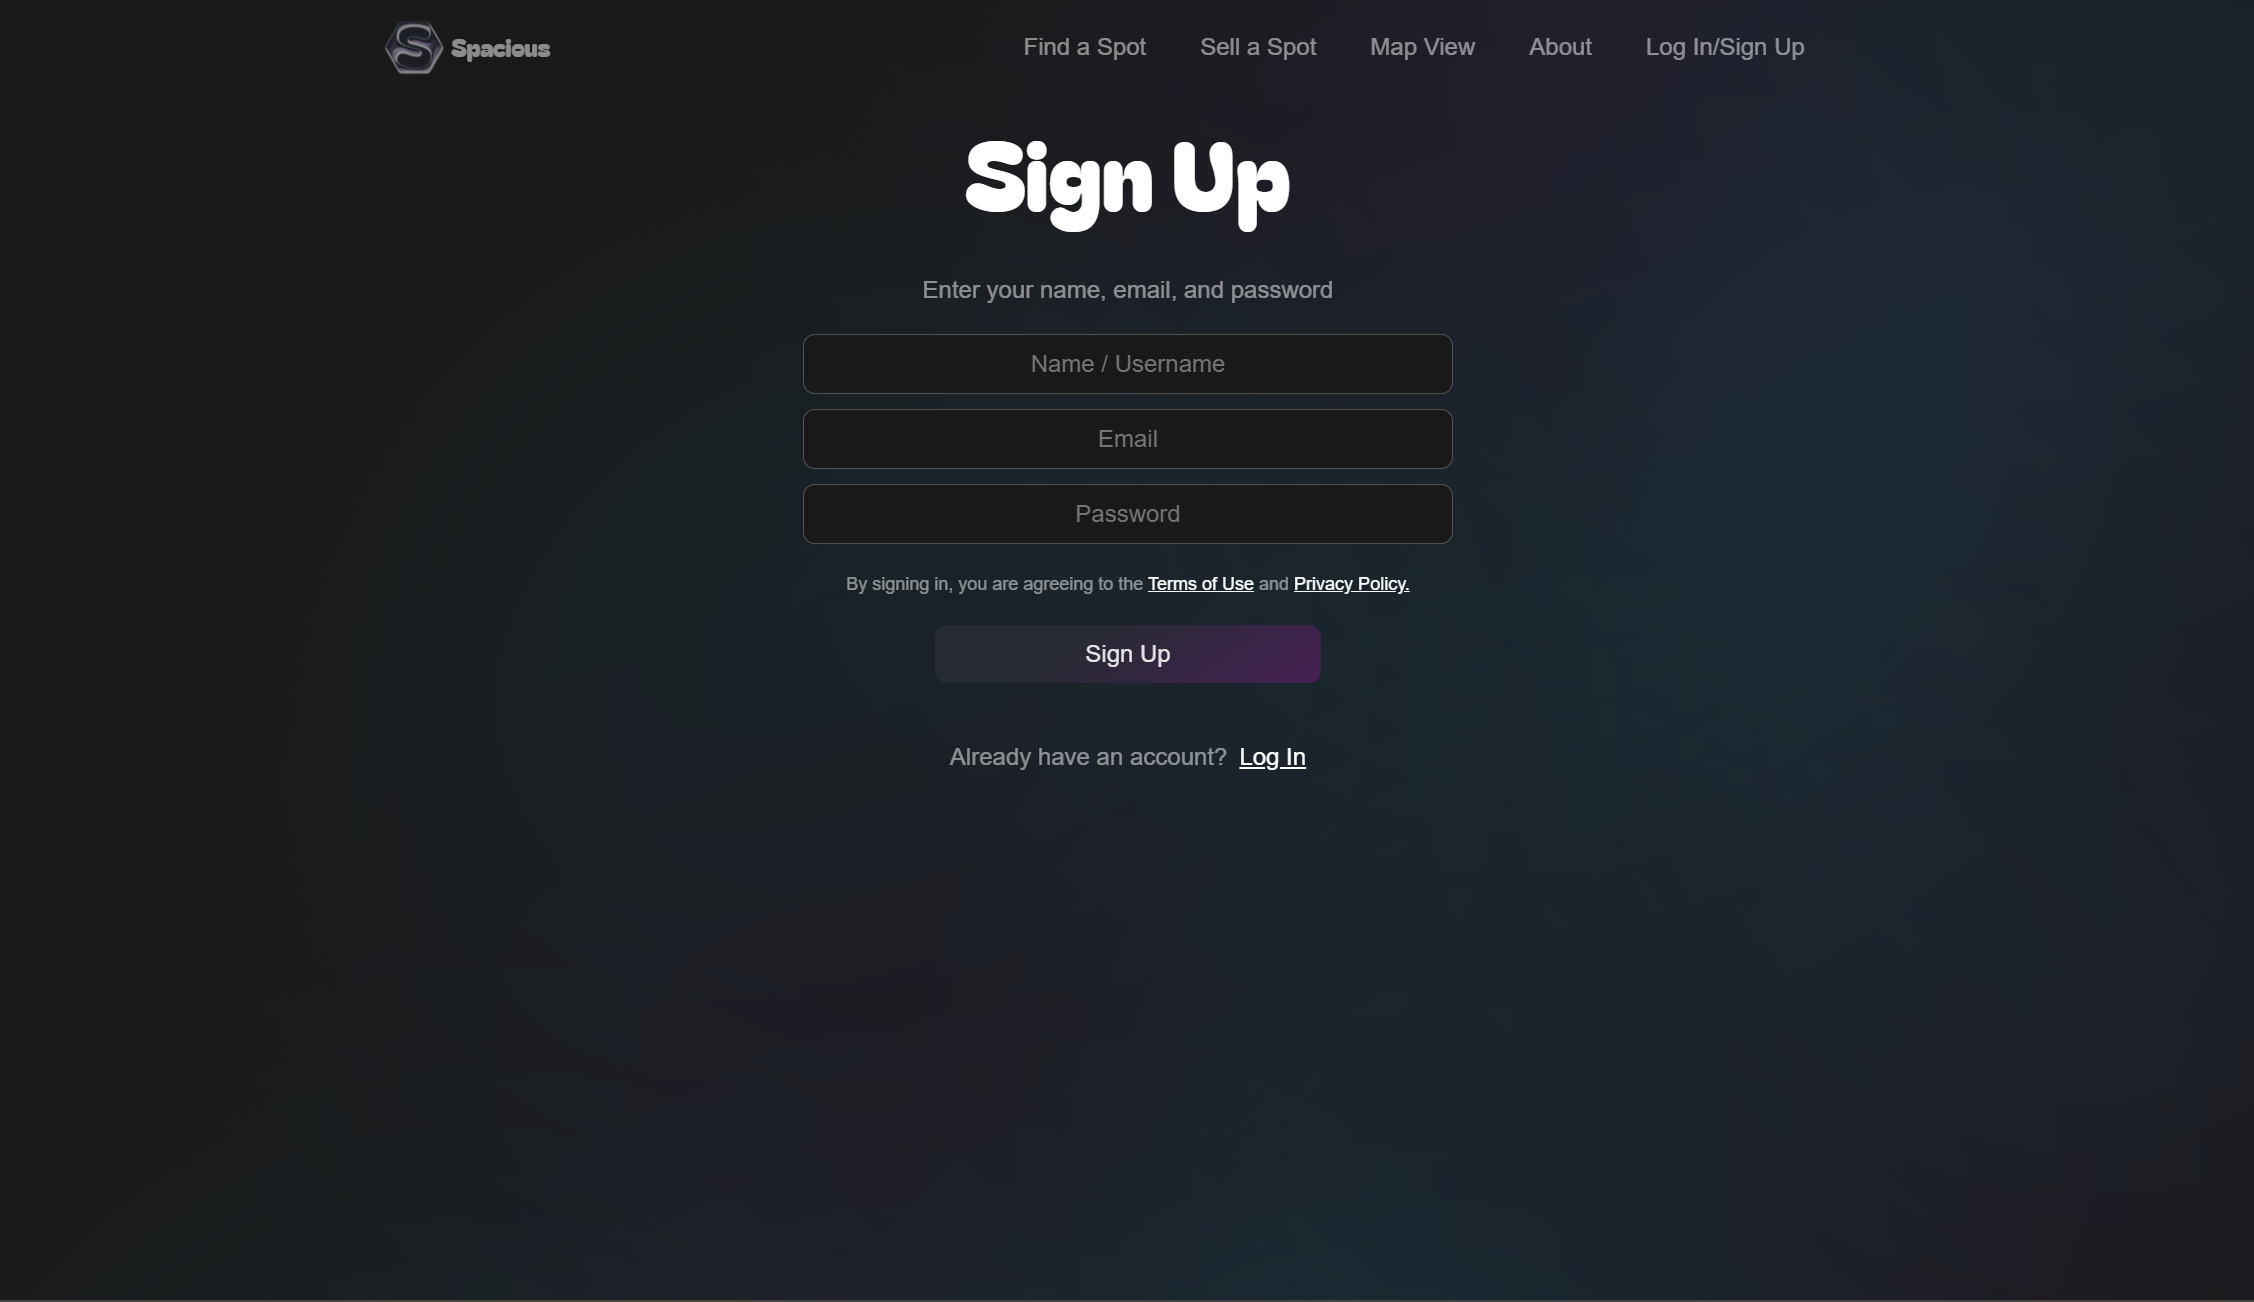 Spacious
Find a Spot
Sell a Spot
Map View
About
Log In/Sign Up
Sign Up
Enter your name, email, and password
Name / Username
Email
Password
By signing in, you are agreeing to the Terms of Use and Privacy Policy.
Sign Up
Already have an account? Log In